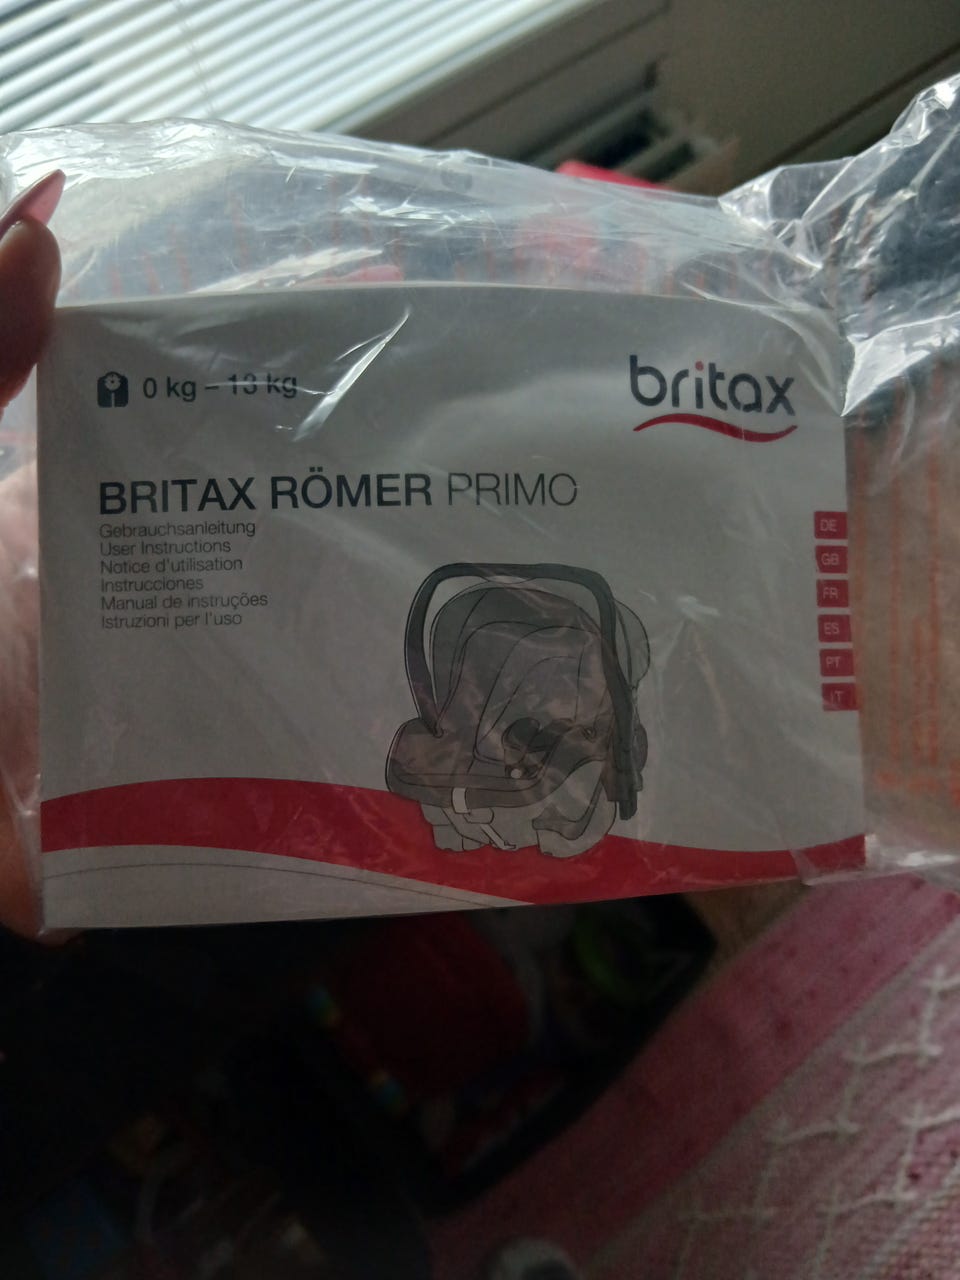 0 kg – 13 kg
britax
BRITAX RÖMER PRIMO
Gebrauchsanleitung
User Instructions
Notice d'utilisation
Instrucciones
Manual de instruções
Istruzioni per l'uso
DE
GB
FR
ES
PT
IT